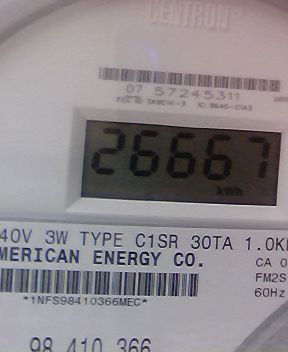 CENTRON
07 57245311
26667
kWh
40V 3W TYPE C1SR 30TA 1.0K
MERICAN ENERGY CO.
CA 0
FM2S
60Hz
*1NFS98410366MEC*
98 410 366